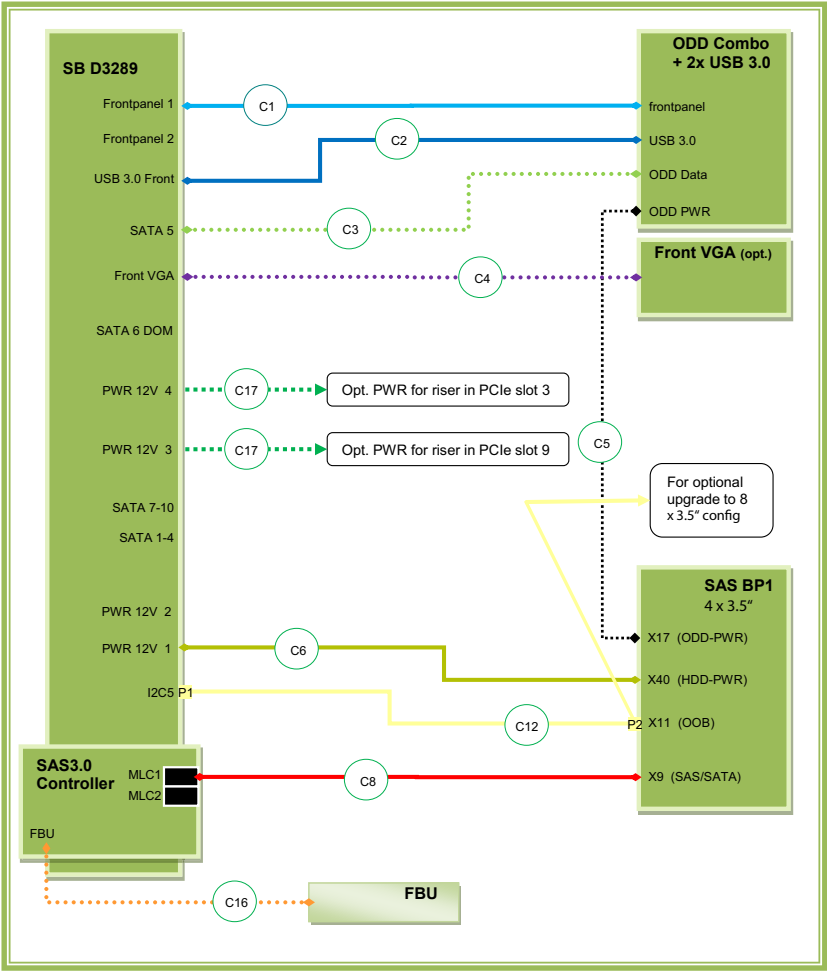 SB D3289
Frontpanel 1
Frontpanel 2
USB 3.0 Front
SATA 5
Front VGA
SATA 6 DOM
PWR 12V 4
PWR 12V 3
SATA 7-10
SATA 1-4
PWR 12V 2
PWR 12V 1
I2C5 P1
SAS3.0
Controller
MLC1
MLC2
FBU
C1
C2
C3
C4
C17
Opt. PWR for riser in PCIe slot 3
C17
Opt. PWR for riser in PCIe slot 9
C5
C6
C12
C8
C16
FBU
ODD Combo
+ 2x USB 3.0
frontpanel
USB 3.0
ODD Data
ODD PWR
Front VGA (opt.)
For optional
upgrade to 8
x 3.5“ config
SAS BP1
4 x 3.5“
X17 (ODD-PWR)
X40 (HDD-PWR)
P2 X11 (OOB)
X9 (SAS/SATA)